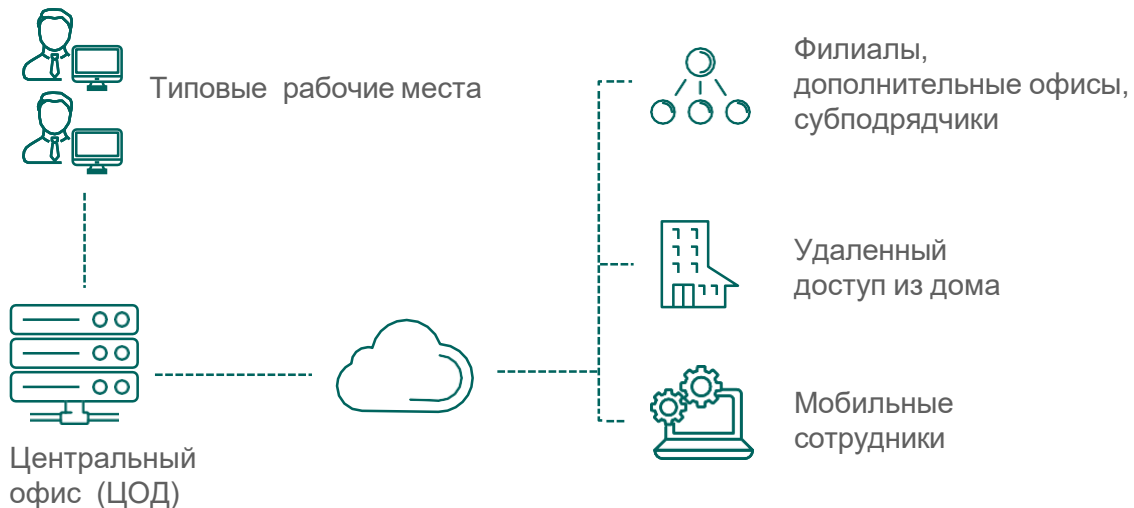 Типовые рабочие места
Центральный
офис (ЦОД)
Филиалы,
дополнительные офисы,
субподрядчики
Удаленный
доступ из дома
Мобильные
сотрудники